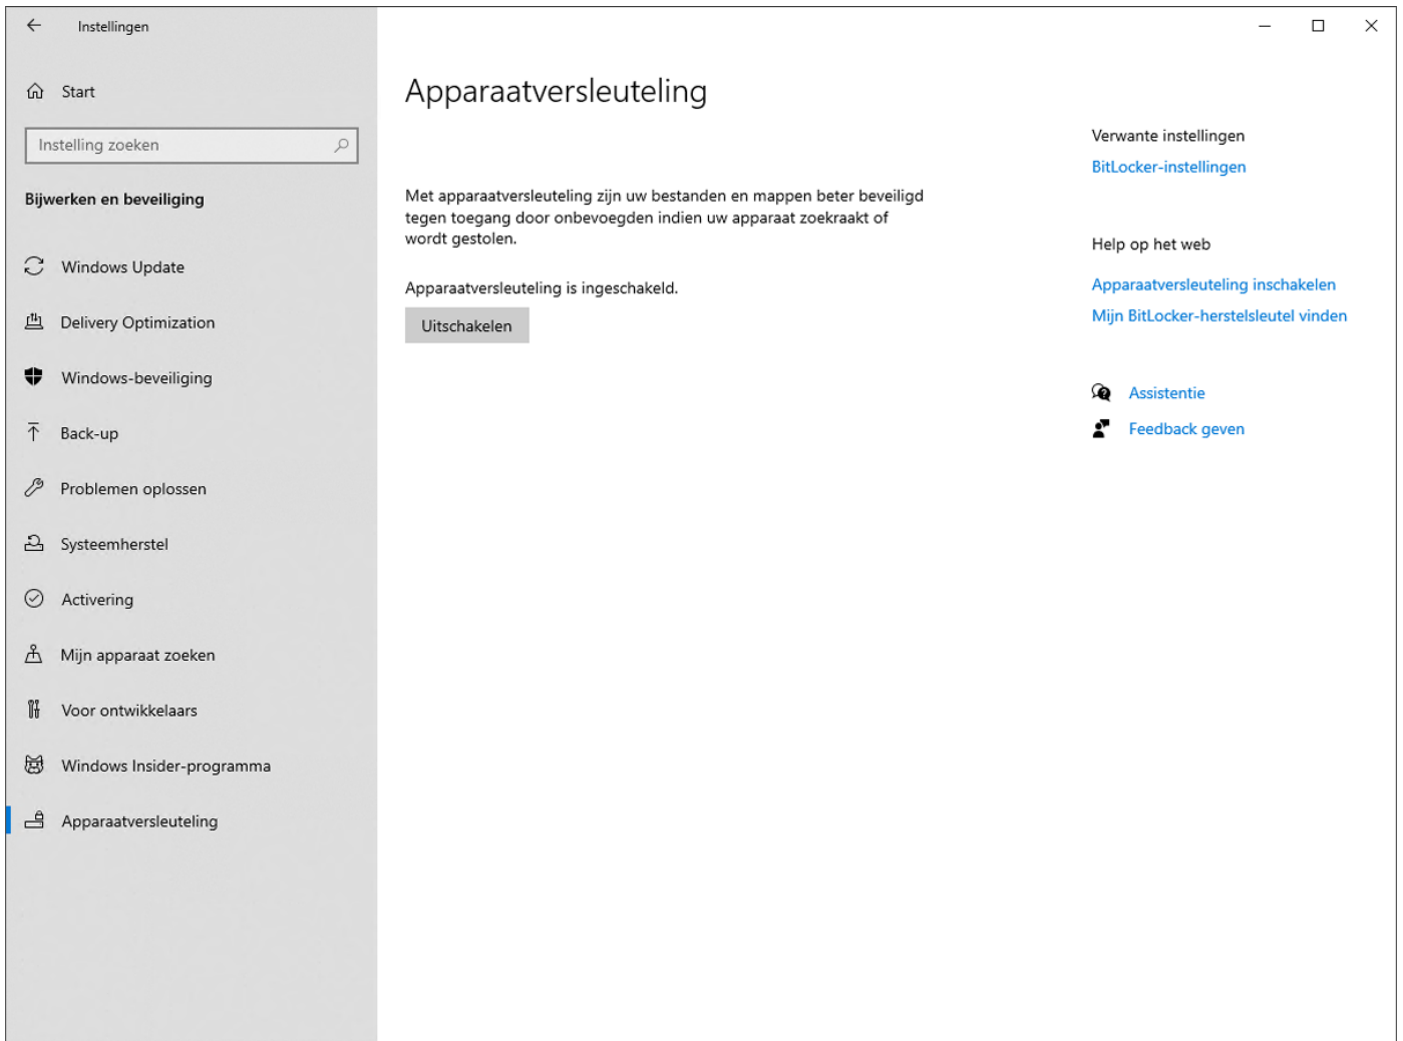 Instellingen
Start
Instelling zoeken
Bijwerken en beveiliging
Windows Update
Delivery Optimization
Windows-beveiliging
Back-up
Problemen oplossen
Systeemherstel
Activering
Mijn apparaat zoeken
Voor ontwikkelaars
Windows Insider-programma
Apparaatversleuteling
Apparaatversleuteling
Met apparaatversleuteling zijn uw bestanden en mappen beter beveiligd
tegen toegang door onbevoegden indien uw apparaat zoekraakt of
wordt gestolen.
Apparaatversleuteling is ingeschakeld.
Uitschakelen
Verwante instellingen
BitLocker-instellingen
Help op het web
Apparaatversleuteling inschakelen
Mijn BitLocker-herstelsleutel vinden
Assistentie
Feedback geven